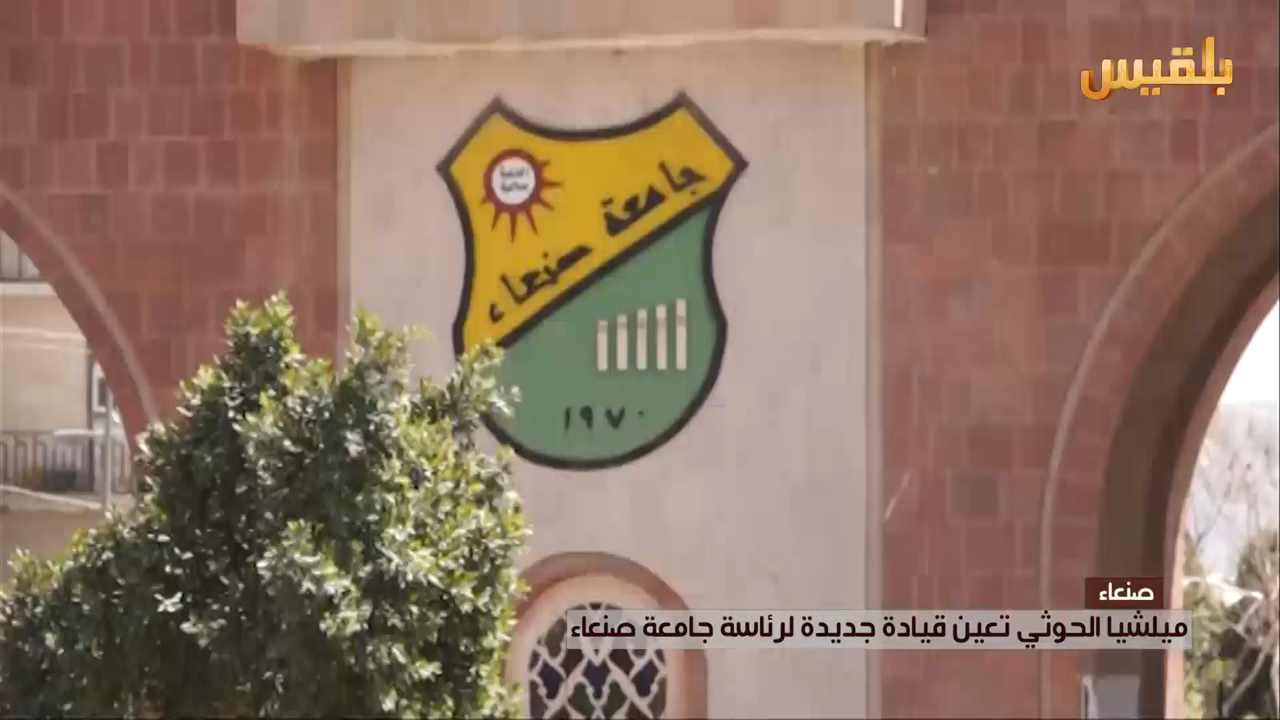 بلقيس
جامعة صنعاء
١٩٧٠
صنعاء
ميلشيا الحوثي تعين قيادة جديدة لرئاسة جامعة صنعاء